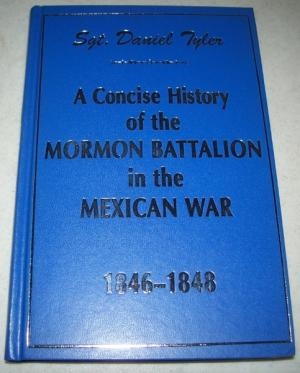 Sgt. Daniel Tyler
A Concise History
of the
MORMON BATTALION
in the
MEXICAN WAR
1846-1848